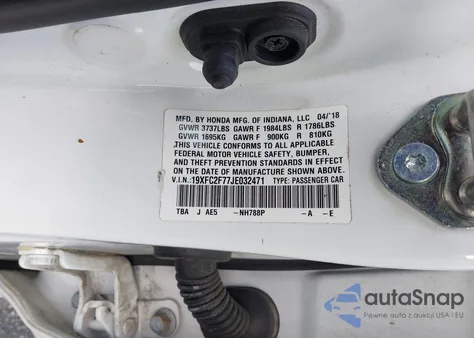 MFD. BY HONDA MFG. OF INDIANA, LLC 04/'18
GVWR 3737LBS GAWR F 1984LBS R 1786LBS
GVWR 1695KG GAWR F 900KG R 810KG
THIS VEHICLE CONFORMS TO ALL APPLICABLE
FEDERAL MOTOR VEHICLE SAFETY, BUMPER,
AND THEFT PREVENTION STANDARDS IN EFFECT
ON THE DATE OF MANUFACTURE SHOWN ABOVE.
V.I.N.: 19XFC2F77JE032471 TYPE: PASSENGER CAR
TBA J AE5 -NH788P -A -E
autoSnap
Pewne auta z aukcji USA i EU